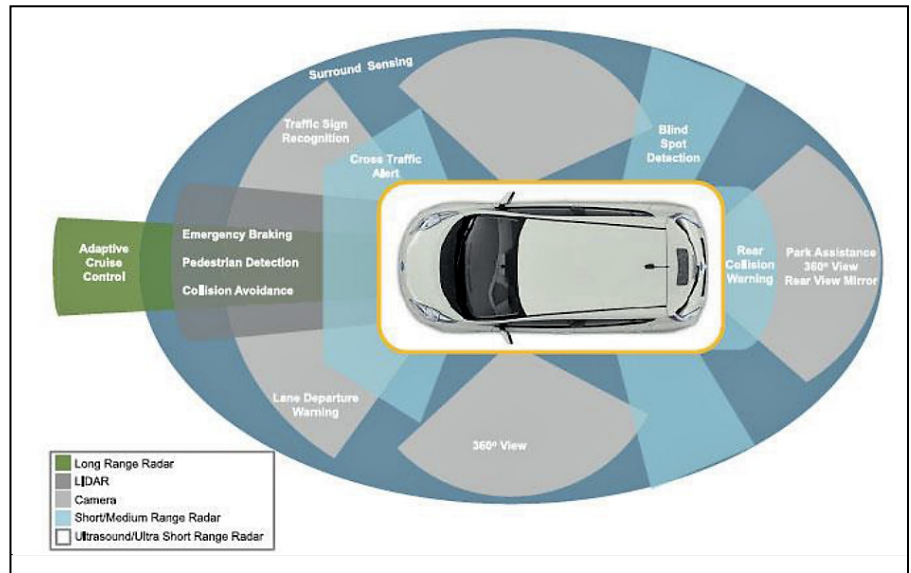 Surround Sensing
Traffic Sign
Recognition
Cross Traffic
Alert
Blind
Spot
Detection
Adaptive
Cruise
Control
Emergency Braking
Pedestrian Detection
Collision Avoidance
Rear
Collision
Warning
Park Assistance
360º View
Rear View Mirror
Lane Departure
Warning
360º View
Long Range Radar
LIDAR
Camera
Short/Medium Range Radar
Ultrasound/Ultra Short Range Radar